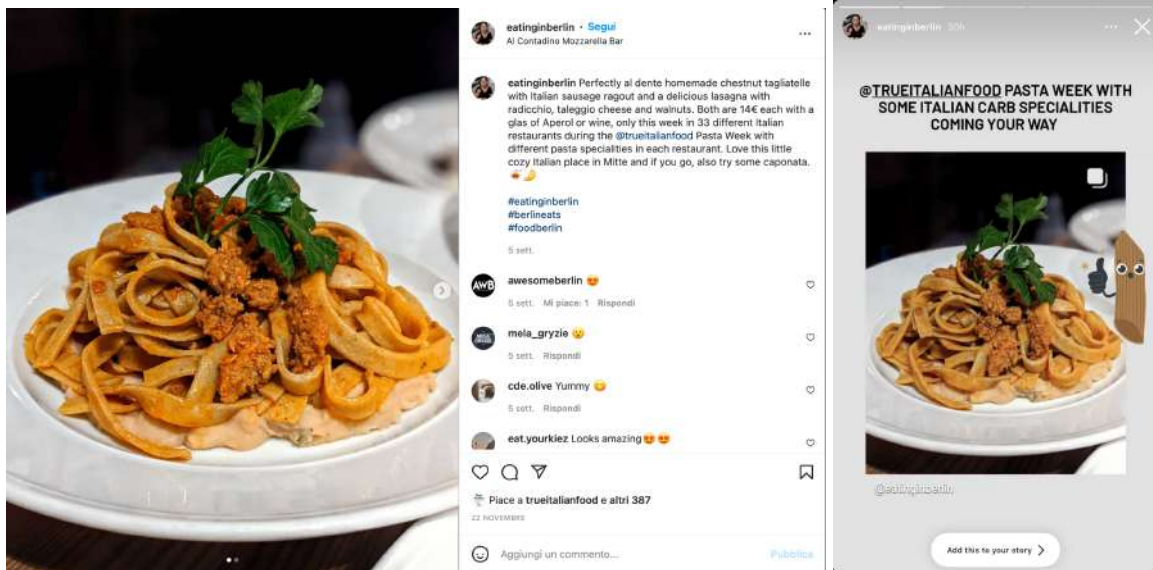 eatinginberlin • Segui
Al Contadino Mozzarella Bar
eatinginberlin Perfectly al dente homemade chestnut tagliatelle
with Italian sausage ragout and a delicious lasagna with
radicchio, taleggio cheese and walnuts. Both are 14€ each with a
glas of Aperol or wine, only this week in 33 different Italian
restaurants during the @trueitalianfood Pasta Week with
different pasta specialities in each restaurant. Love this little
cozy Italian place in Mitte and if you go, also try some caponata.
#eatinginberlin
#berlineats
#foodberlin
5 sett.
AWB
awesomeberlin 😍
5 sett. Mi piace: 1 Rispondi
mela_gryzie 😮
5 sett. Rispondi
cde.olive Yummy 😋
5 sett. Rispondi
eat.yourkiez Looks amazing😍😍
Piace a trueitalianfood e altri 387
22 NOVEMBRE
Aggiungi un commento...
Pubblica
eatinginberlin
@TRUEITALIANFOOD PASTA WEEK WITH
SOME ITALIAN CARB SPECIALITIES
COMING YOUR WAY
@eatinginberlin
Add this to your story